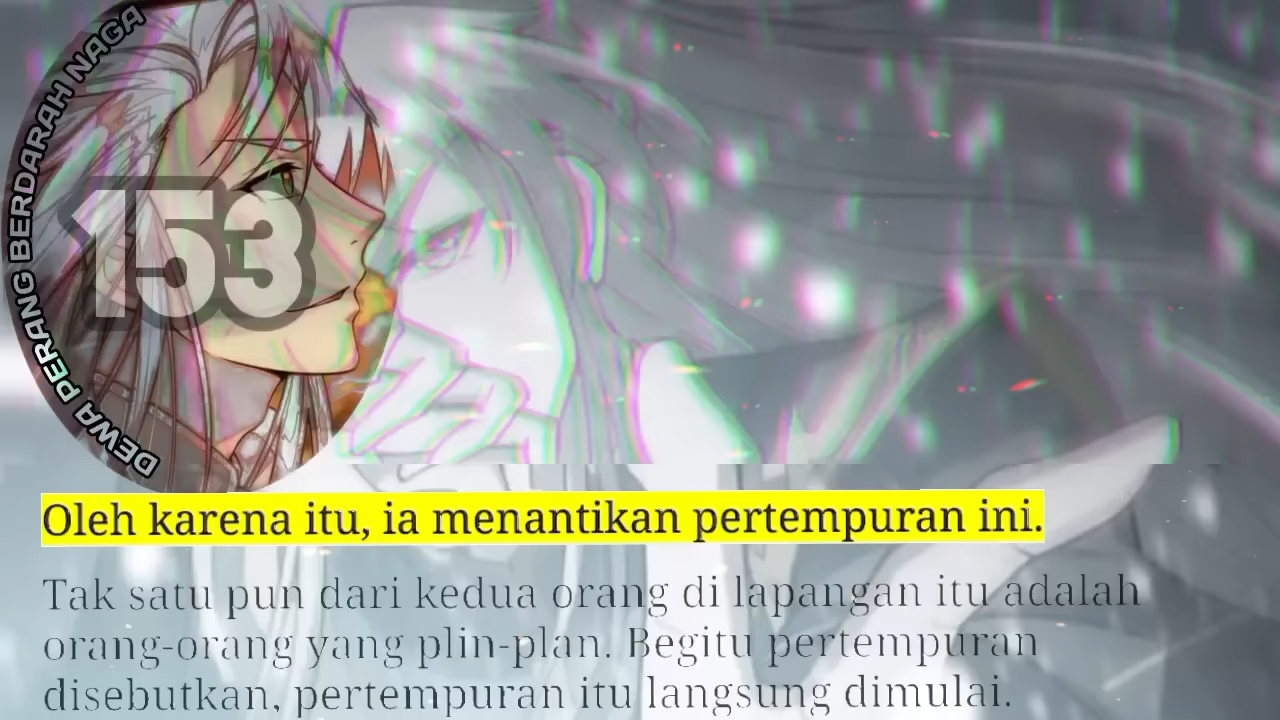 DEWA PERANG BERDARAH NAGA
153
Oleh karena itu, ia menantikan pertempuran ini.
Tak satu pun dari kedua orang di lapangan itu adalah
orang-orang yang plin-plan. Begitu pertempuran
disebutkan, pertempuran itu langsung dimulai.